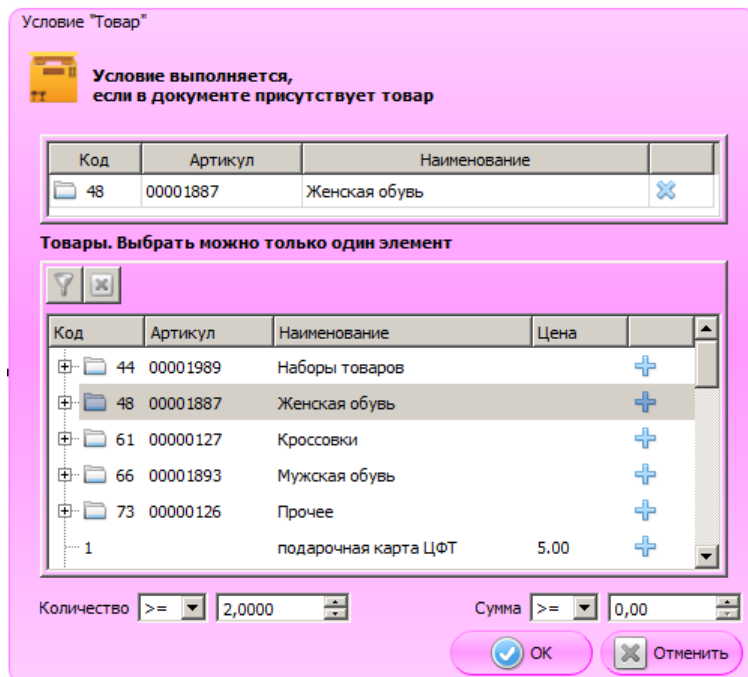 Условие "Товар"
Условие выполняется,
если в документе присутствует товар
Код Артикул Наименование
48 00001887 Женская обувь
Товары. Выбрать можно только один элемент
Код Артикул Наименование Цена
44 00001989 Наборы товаров
48 00001887 Женская обувь
61 00000127 Кроссовки
66 00001893 Мужская обувь
73 00000126 Прочее
1 подарочная карта ЦФТ 5.00
Количество >= 2,0000 Сумма >= 0,00
OK Отменить